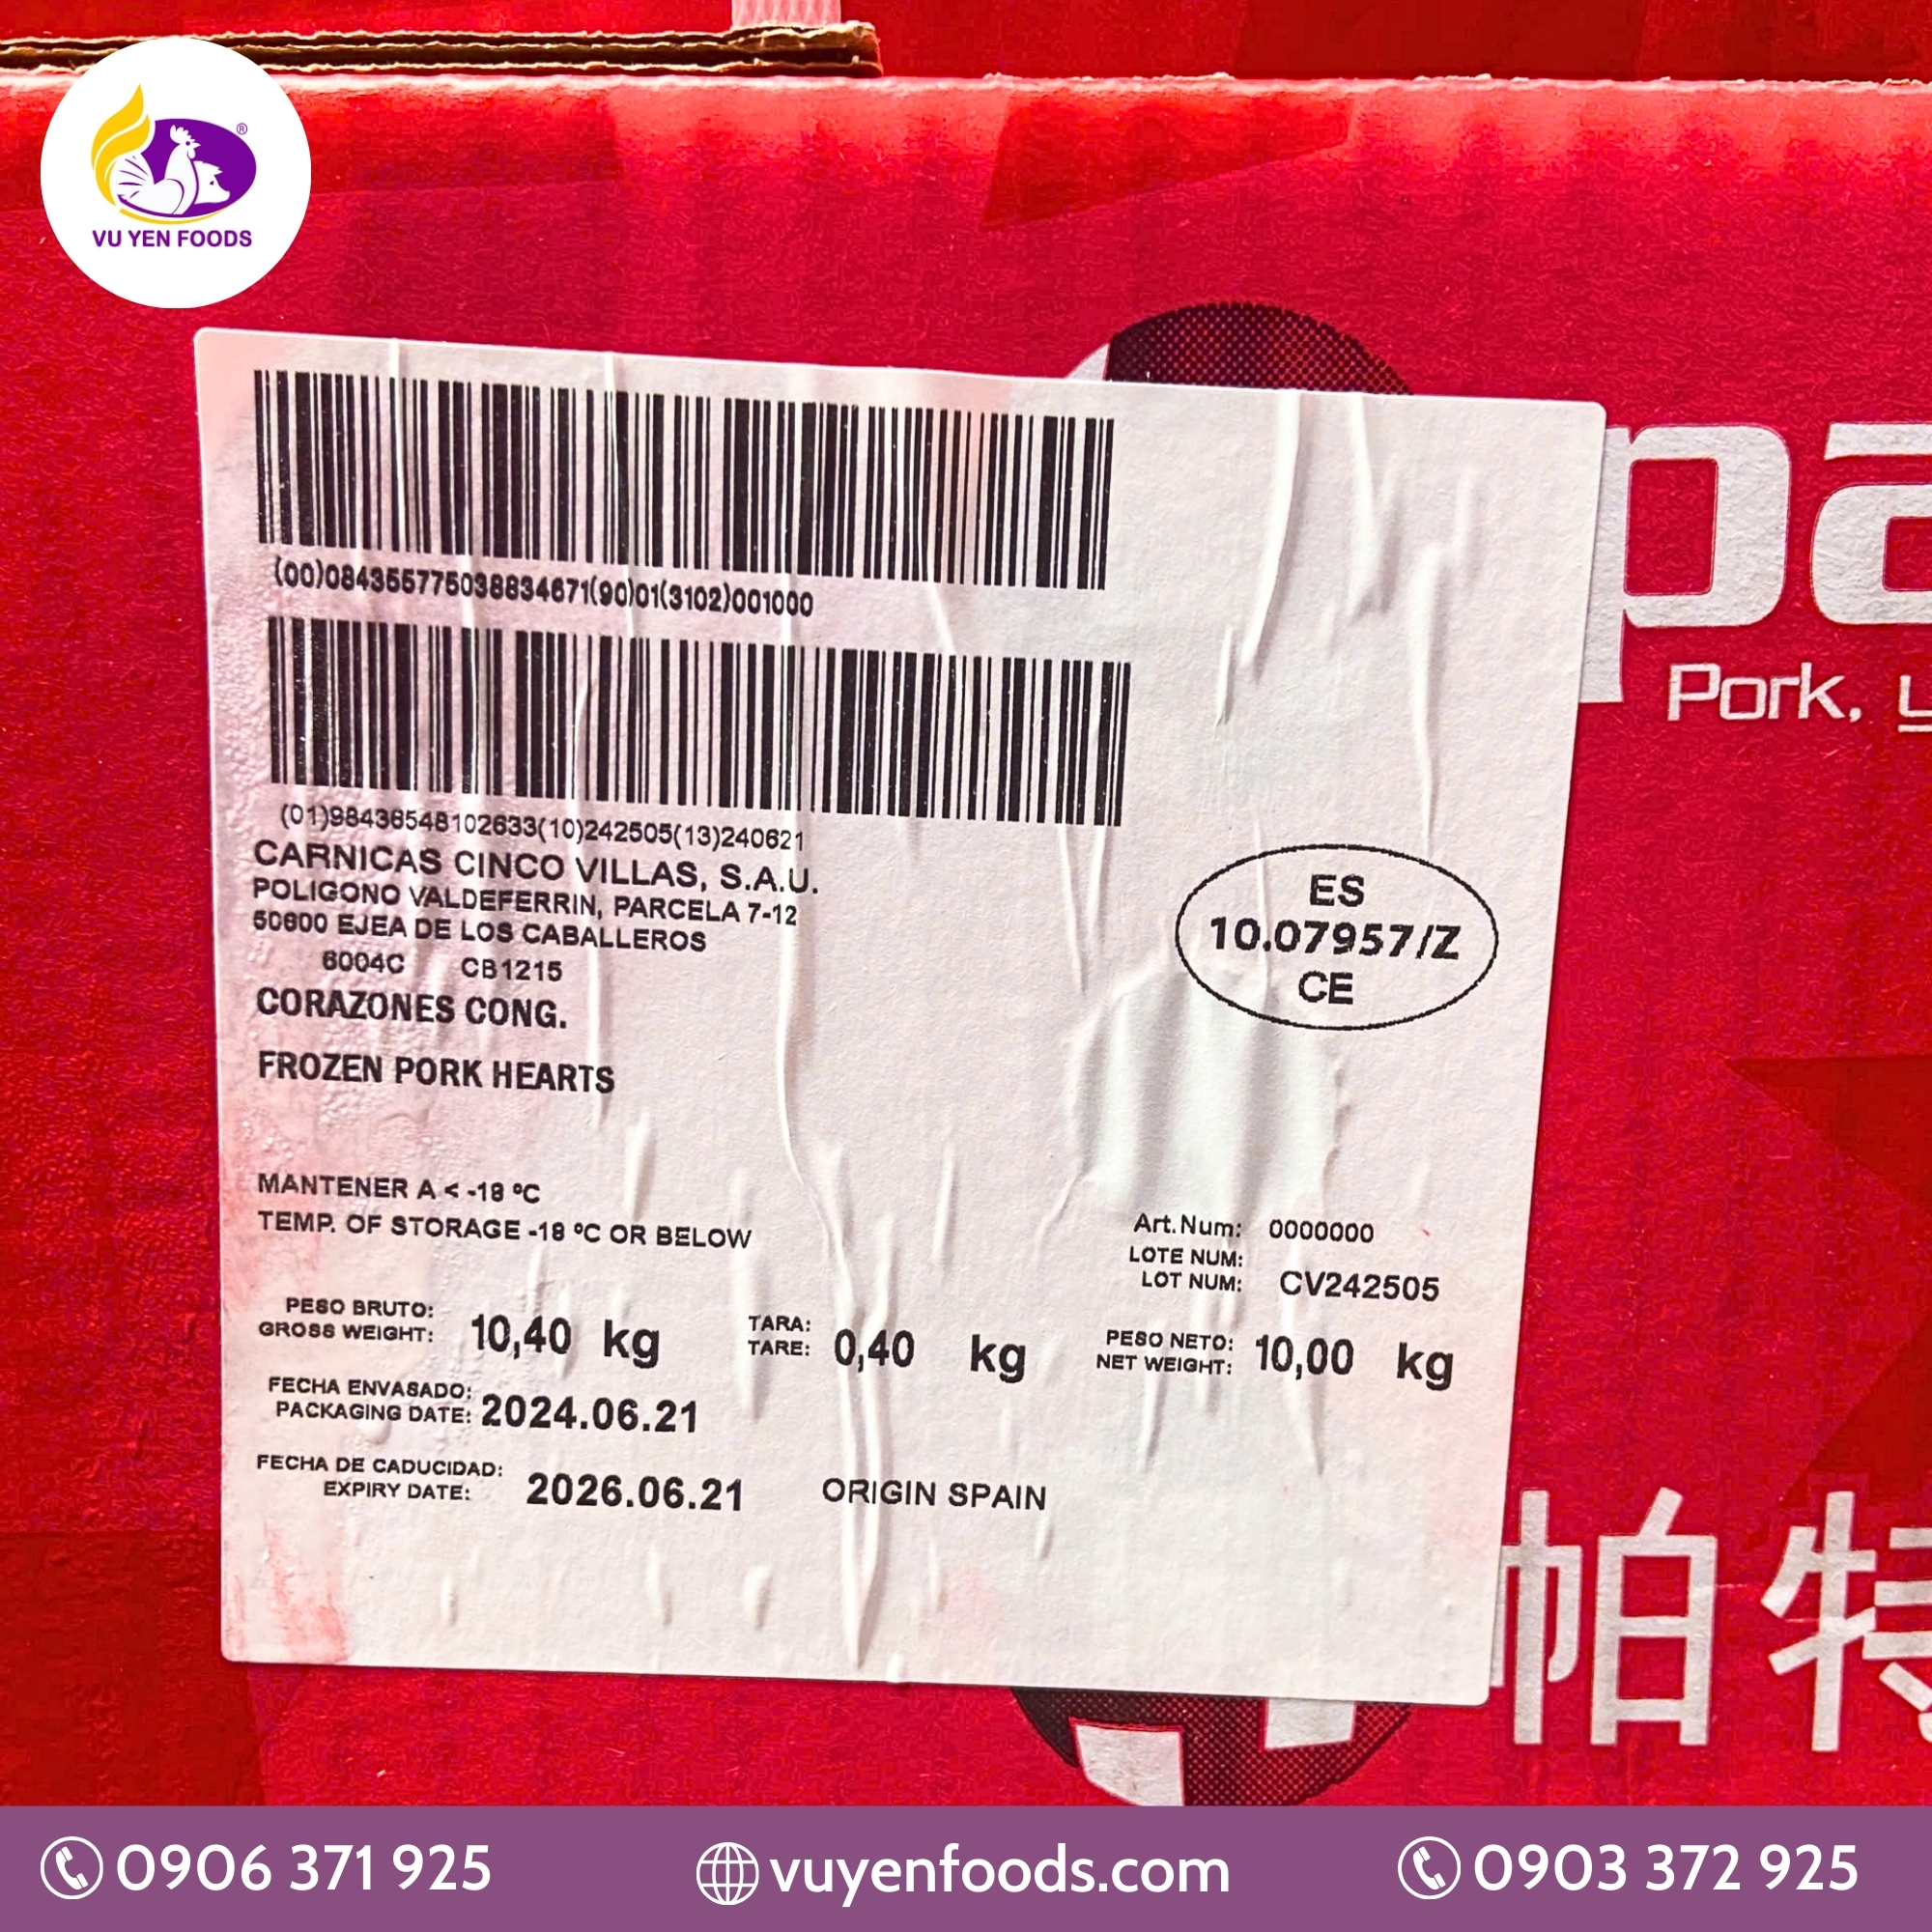 VU YEN FOODS
®
(00)084355775038834671(90)01(3102)001000
(01)98436548102633(10)242505(13)240621
CARNICAS CINCO VILLAS, S.A.U.
POLIGONO VALDEFERRIN, PARCELA 7-12
50600 EJEA DE LOS CABALLEROS
6004C CB1215
CORAZONES CONG.
FROZEN PORK HEARTS
ES
10.07957/Z
CE
MANTENER A < -18 ºC
TEMP. OF STORAGE -18 ºC OR BELOW
Art.Num: 0000000
LOTE NUM:
LOT NUM: CV242505
PESO BRUTO:
GROSS WEIGHT: 10,40 kg
TARA:
TARE: 0,40 kg
PESO NETO:
NET WEIGHT: 10,00 kg
FECHA ENVASADO:
PACKAGING DATE: 2024.06.21
FECHA DE CADUCIDAD:
EXPIRY DATE: 2026.06.21
ORIGIN SPAIN
pa
Pork,
帕特
0906 371 925
vuyenfoods.com
0903 372 925